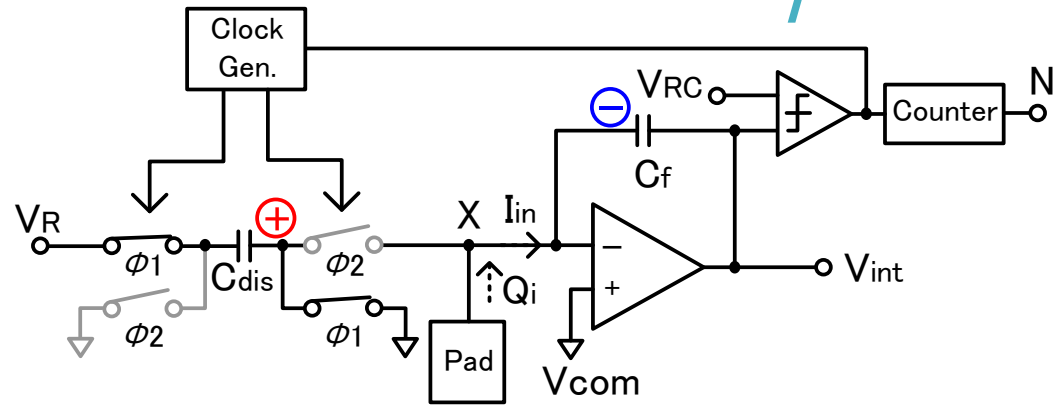 Clock
Gen.
VRC
N
Counter
Cf
VR
X
Iin
Φ1
Cdis
Φ2
−
Vint
Qi
+
Φ2
Φ1
Pad
Vcom
+
−